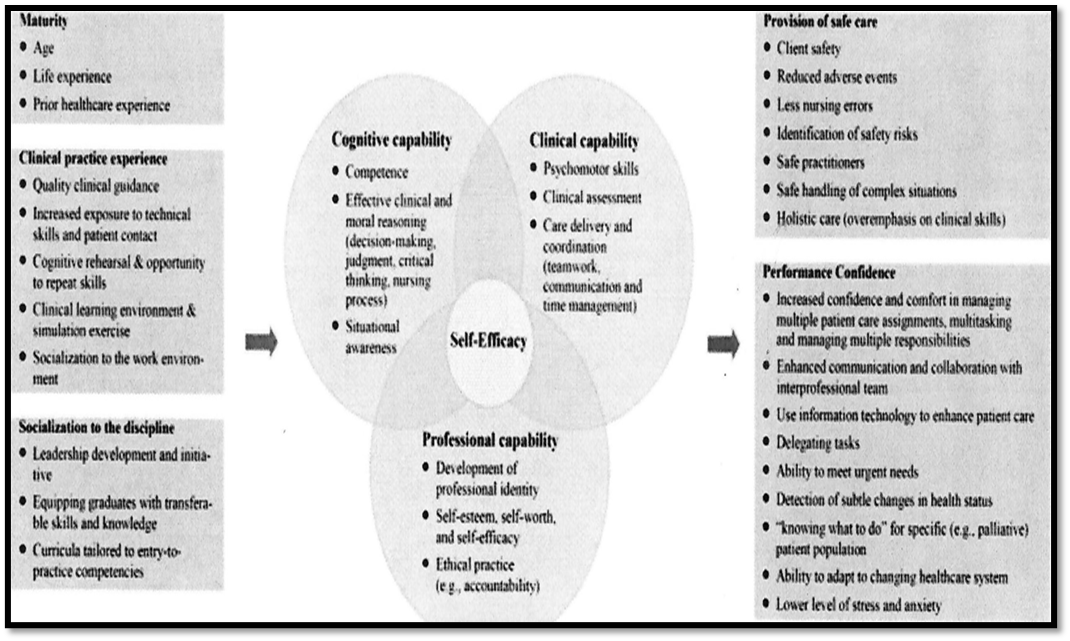 Maturity
• Age
• Life experience
• Prior healthcare experience
Clinical practice experience
• Quality clinical guidance
• Increased exposure to technical
skills and patient contact
• Cognitive rehearsal & opportunity
to repeat skills
• Clinical learning environment &
simulation exercise
• Socialization to the work environ-
ment
Socialization to the discipline
• Leadership development and initia-
tive
• Equipping graduates with transfera-
ble skills and knowledge
• Curricula tailored to entry-to-
practice competencies
Cognitive capability
• Competence
• Effective clinical and
moral reasoning
(decision-making,
judgment, critical
thinking, nursing
process)
• Situational
awareness
Clinical capability
• Psychomotor skills
• Clinical assessment
• Care delivery and
coordination
(teamwork,
communication and
time management)
Self-Efficacy
Professional capability
• Development of
professional identity
• Self-esteem, self-worth,
and self-efficacy
• Ethical practice
(e.g., accountability)
Provision of safe care
• Client safety
• Reduced adverse events
• Less nursing errors
• Identification of safety risks
• Safe practitioners
• Safe handling of complex situations
• Holistic care (overemphasis on clinical skills)
Performance Confidence
• Increased confidence and comfort in managing
multiple patient care assignments, multitasking
and managing multiple responsibilities
• Enhanced communication and collaboration with
interprofessional team
• Use information technology to enhance patient care
• Delegating tasks
• Ability to meet urgent needs
• Detection of subtle changes in health status
• “knowing what to do” for specific (e.g., palliative)
patient population
• Ability to adapt to changing healthcare system
• Lower level of stress and anxiety